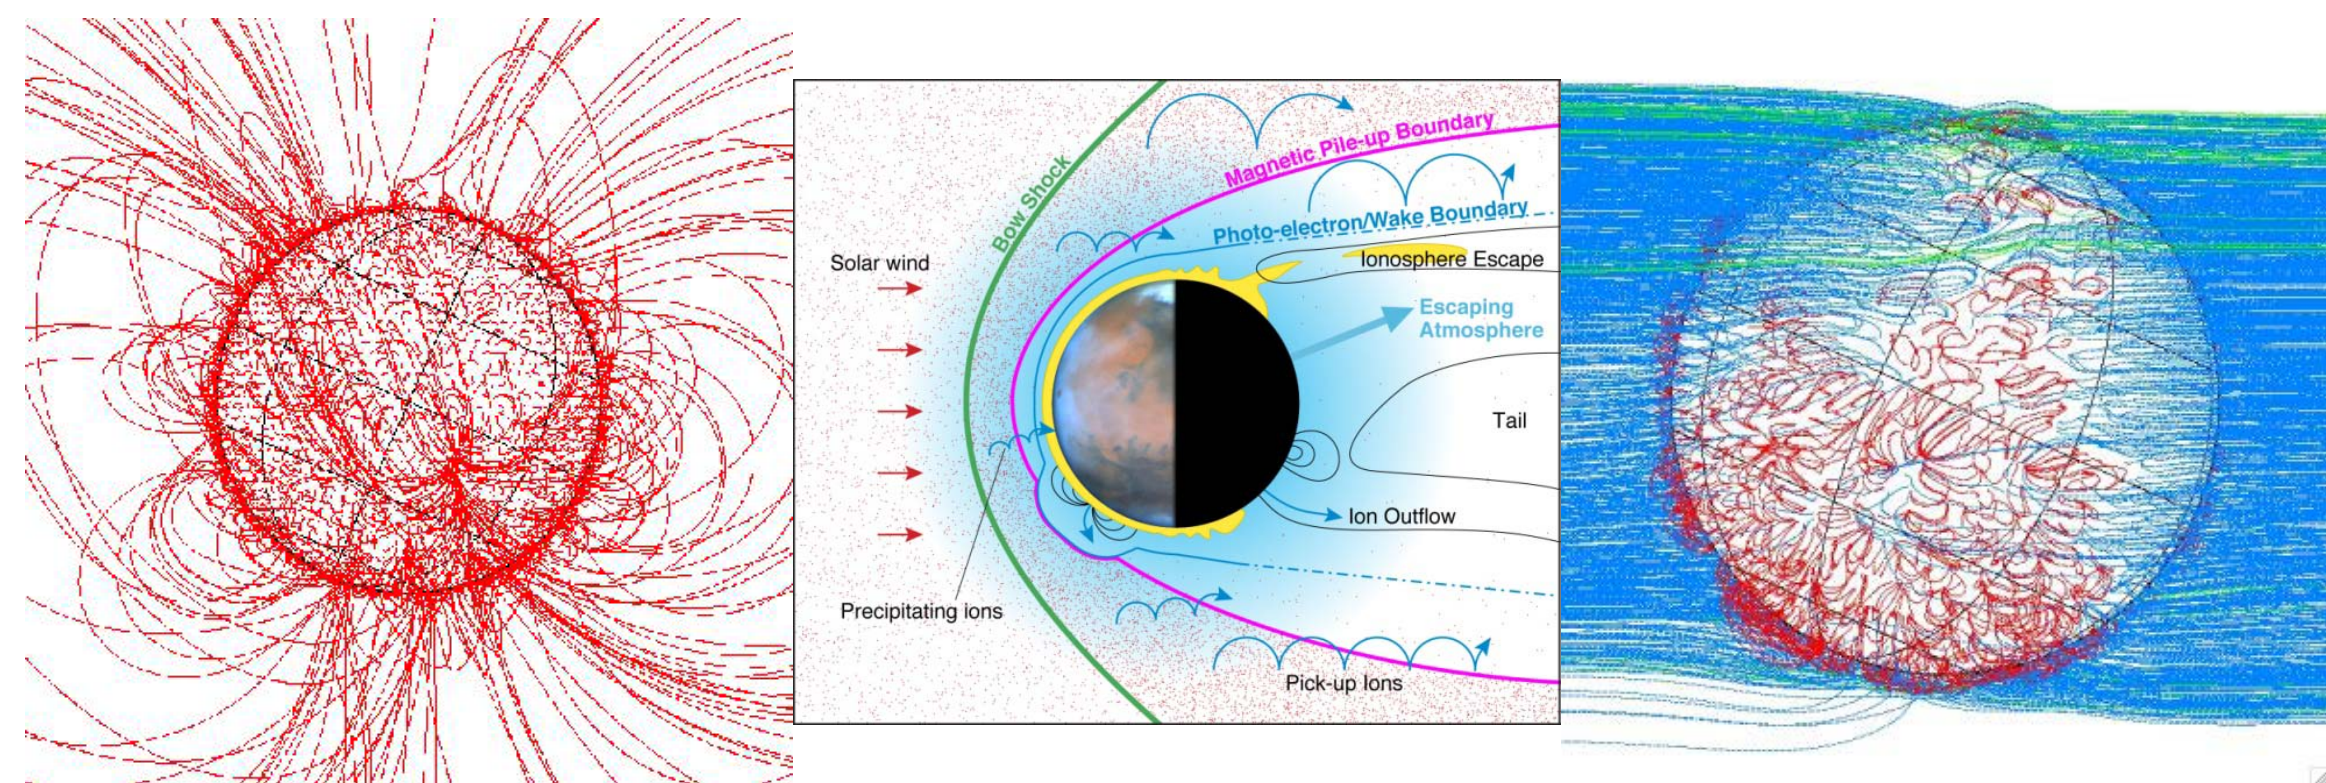 Bow Shock
Magnetic Pile-up Boundary
Photo-electron/Wake Boundary
Solar wind
Ionosphere Escape
Escaping
Atmosphere
Tail
Ion Outflow
Precipitating ions
Pick-up Ions